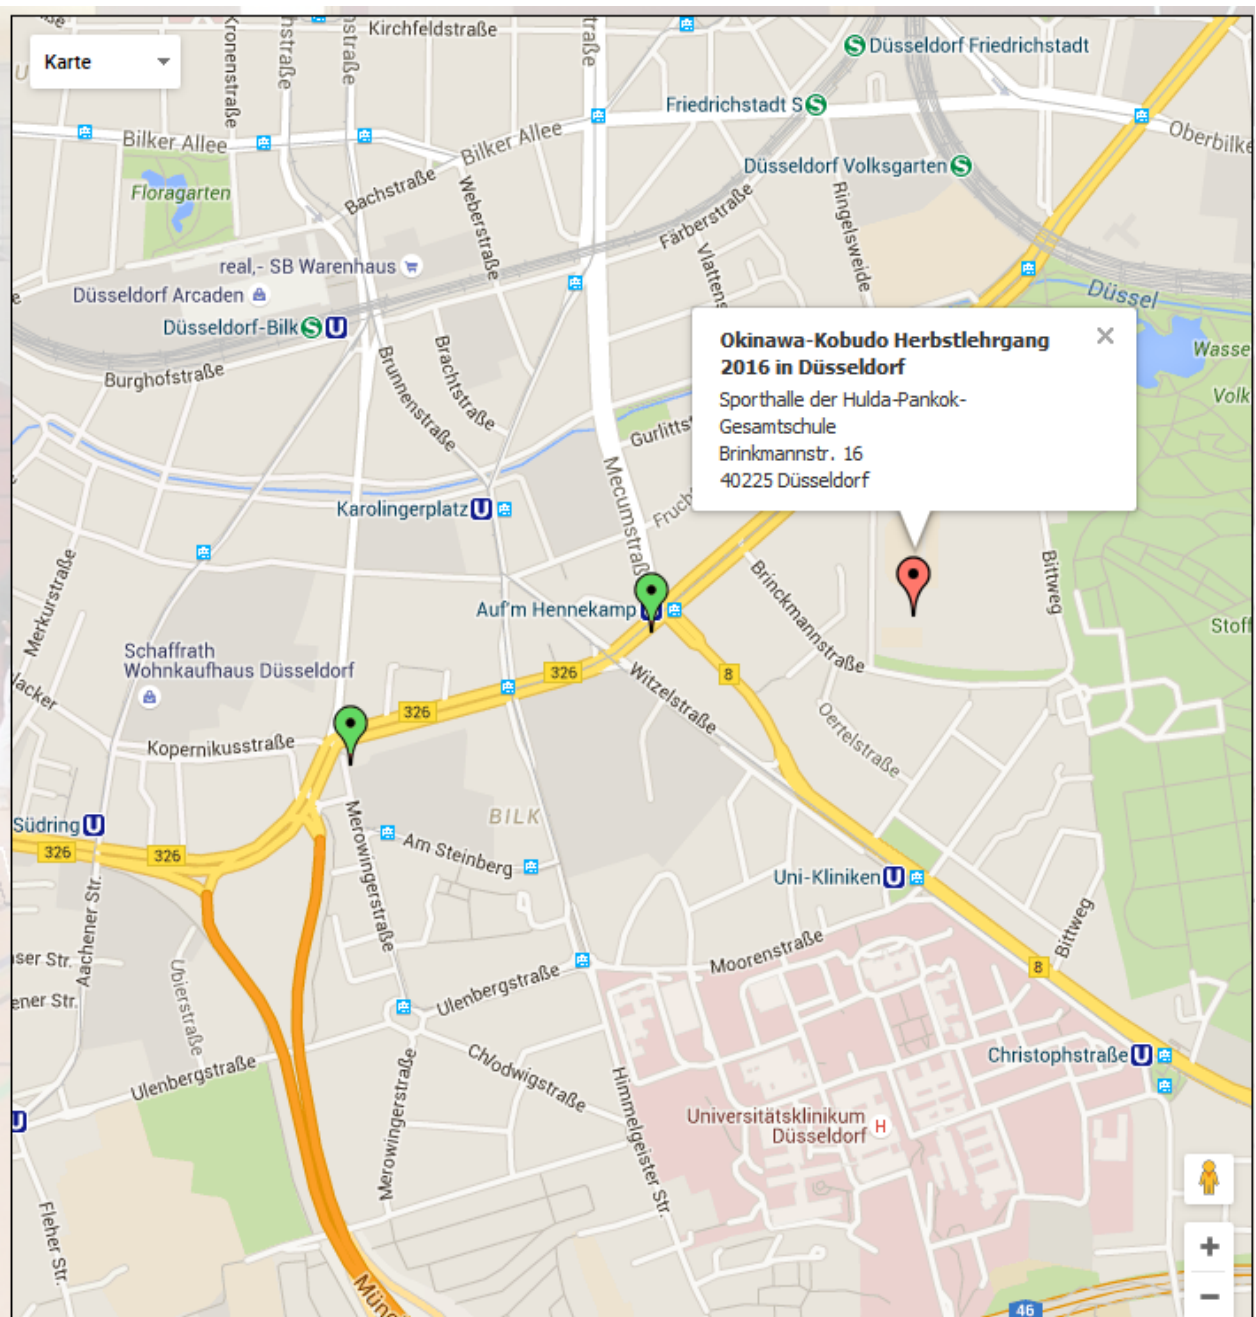 Karte
Kirchfeldstraße
Kronenstraße
Düsseldorf Friedrichstadt
Friedrichstadt S
Bilker Allee
Bilker Allee
Düsseldorf Volksgarten
Floragarten
Bachstraße
Weberstraße
Färberstraße
Ringelsweide
real,- SB Warenhaus
Düsseldorf Arcaden
Düssel
Düsseldorf-Bilk
Okinawa-Kobudo Herbstlehrgang
2016 in Düsseldorf
Sporthalle der Hulda-Pankok-
Gesamtschule
Brinkmannstr. 16
40225 Düsseldorf
Burghofstraße
Brunnenstraße
Brachtstraße
Mecumstraße
Karolingerplatz
Merkurstraße
Auf'm Hennekamp
Brinckmannstraße
Bittweg
Schaffrath
Wohnkaufhaus Düsseldorf
326
8
Witzelstraße
326
Oertelstraße
Kopernikusstraße
BILK
Südring
326
326
Merowingerstraße
Am Steinberg
Uni-Kliniken
Aachener Str.
Ubierstraße
Moorenstraße
Bittweg
8
Ulenbergstraße
Chlodwigstraße
Christophstraße
Ulenbergstraße
Merowingerstraße
Himmelgeister Str.
Universitätsklinikum
Düsseldorf
H
Fleher Str.
46